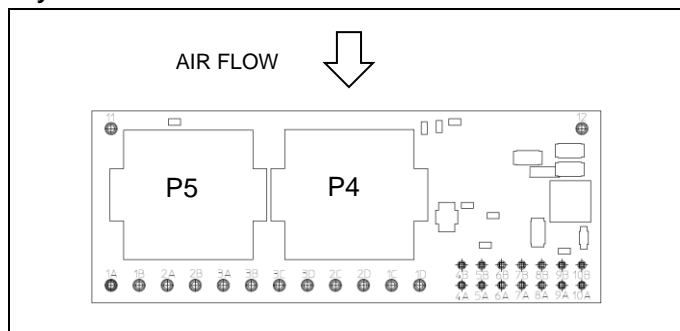 AIR FLOW
11 12
P5 P4
4B 5B 6B 7B 8B 9B 10B
1A 1B 2A 2B 3A 3B 3C 3D 2C 2D 1C 1D
4A 5A 6A 7A 8A 9A 10A